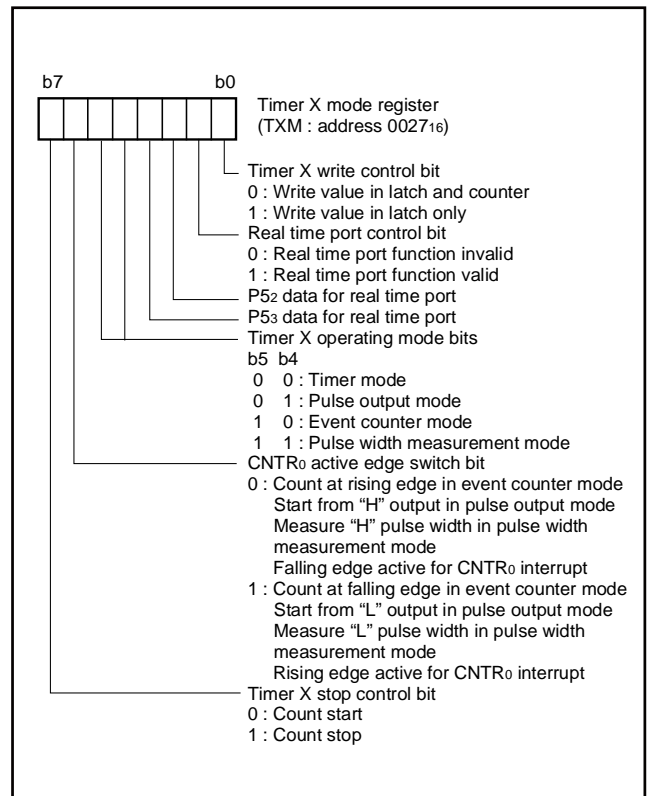 b7 b0
Timer X mode register
(TXM : address 002716)
Timer X write control bit
0 : Write value in latch and counter
1 : Write value in latch only
Real time port control bit
0 : Real time port function invalid
1 : Real time port function valid
P52 data for real time port
P53 data for real time port
Timer X operating mode bits
b5 b4
0 0 : Timer mode
0 1 : Pulse output mode
1 0 : Event counter mode
1 1 : Pulse width measurement mode
CNTR0 active edge switch bit
0 : Count at rising edge in event counter mode
Start from “H” output in pulse output mode
Measure “H” pulse width in pulse width
measurement mode
Falling edge active for CNTR0 interrupt
1 : Count at falling edge in event counter mode
Start from “L” output in pulse output mode
Measure “L” pulse width in pulse width
measurement mode
Rising edge active for CNTR0 interrupt
Timer X stop control bit
0 : Count start
1 : Count stop